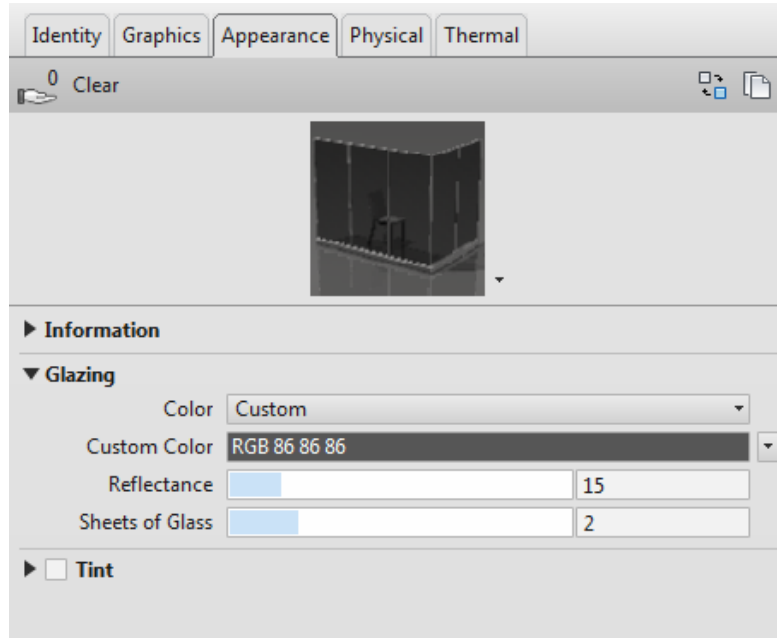 Identity Graphics Appearance Physical Thermal
0 Clear
Information
Glazing
Color Custom
Custom Color RGB 86 86 86
Reflectance 15
Sheets of Glass 2
Tint